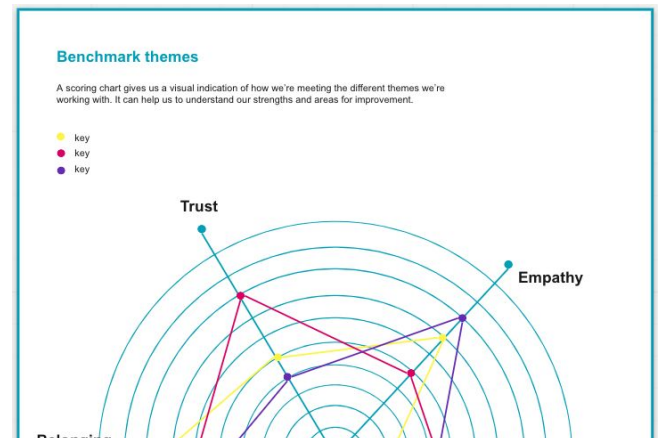 Benchmark themes
A scoring chart gives us a visual indication of how we're meeting the different themes we're
working with. It can help us to understand our strengths and areas for improvement.
key
key
key
Trust
Empathy
Belonging